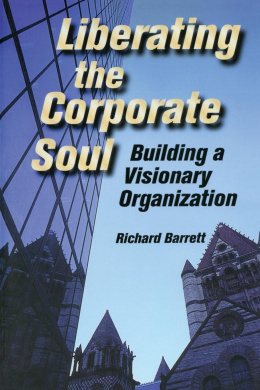 Liberating
the
Corporate
Soul
Building a
Visionary
Organization
Richard Barrett